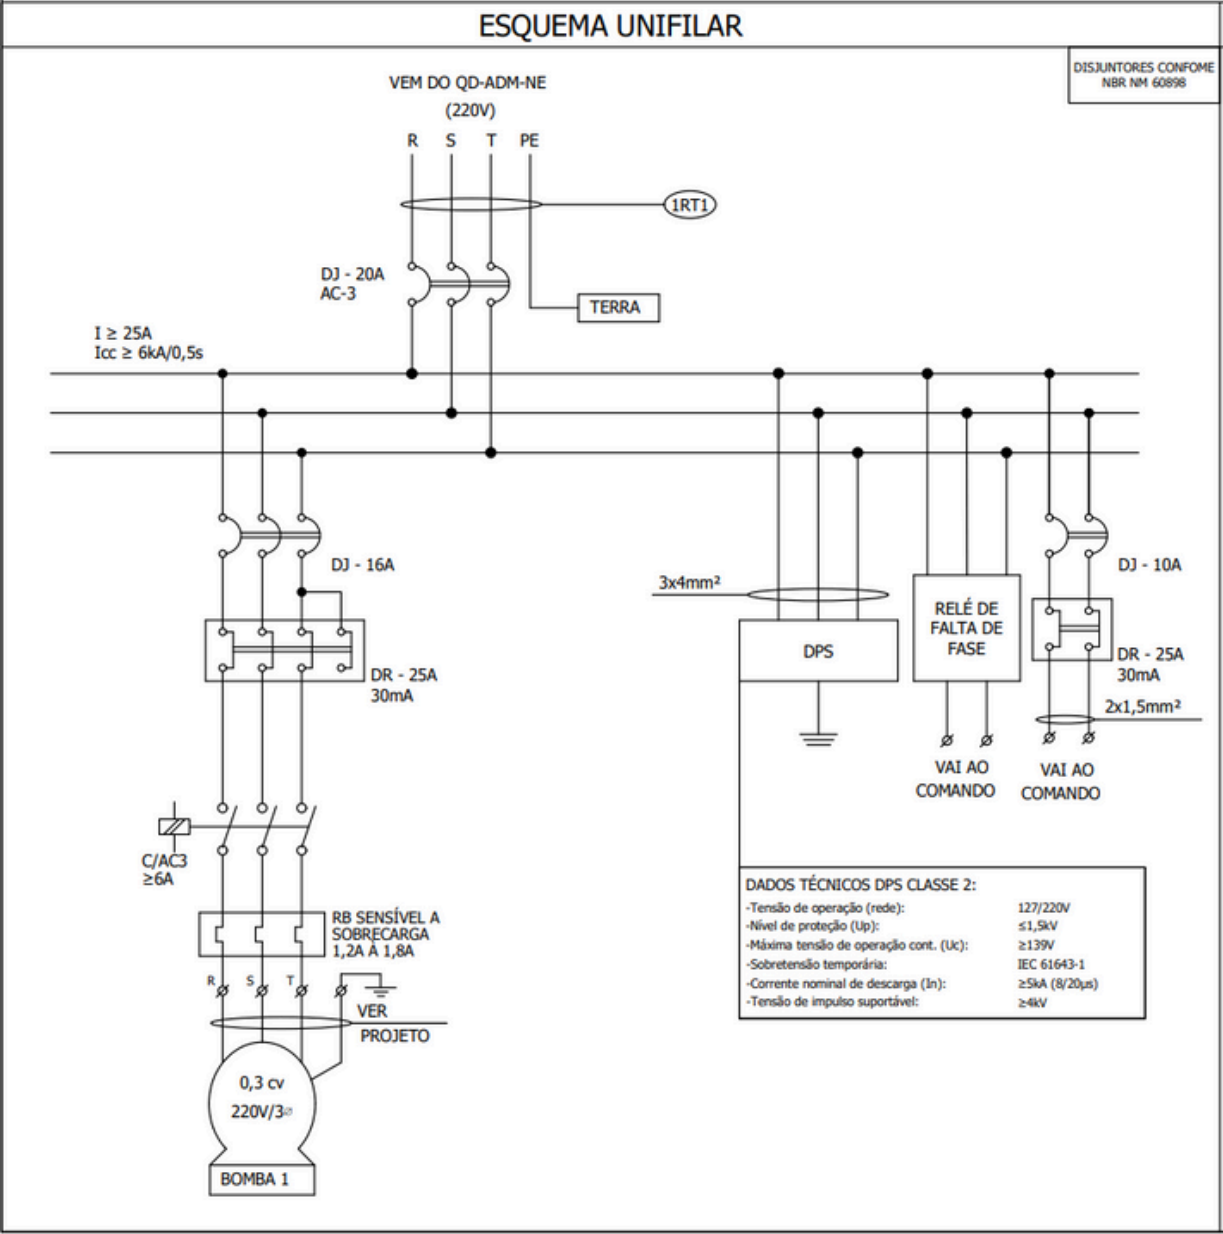 ESQUEMA UNIFILAR
DISJUNTORES CONFOME
NBR NM 60898
VEM DO QD-ADM-NE
(220V)
R S T PE
1RT1
DJ - 20A
AC-3
TERRA
I ≥ 25A
Icc ≥ 6kA/0,5s
DJ - 16A
DJ - 10A
3x4mm²
RELÉ DE
FALTA DE
FASE
DPS
DR - 25A
30mA
DR - 25A
30mA
2x1,5mm²
VAI AO
COMANDO
VAI AO
COMANDO
C/AC3
≥6A
RB SENSÍVEL A
SOBRECARGA
1,2A À 1,8A
R S T
VER
PROJETO
0,3 cv
220V/3∅
BOMBA 1
DADOS TÉCNICOS DPS CLASSE 2:
-Tensão de operação (rede): 127/220V
-Nível de proteção (Up): ≤1,5kV
-Máxima tensão de operação cont. (Uc): ≥139V
-Sobretensão temporária: IEC 61643-1
-Corrente nominal de descarga (In): ≥5kA (8/20µs)
-Tensão de impulso suportável: ≥4kV